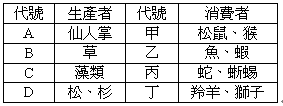 代號 生產者 代號 消費者
A 仙人掌 甲 松鼠、猴
B 草 乙 魚、蝦
C 藻類 丙 蛇、蜥蜴
D 松、杉 丁 羚羊、獅子